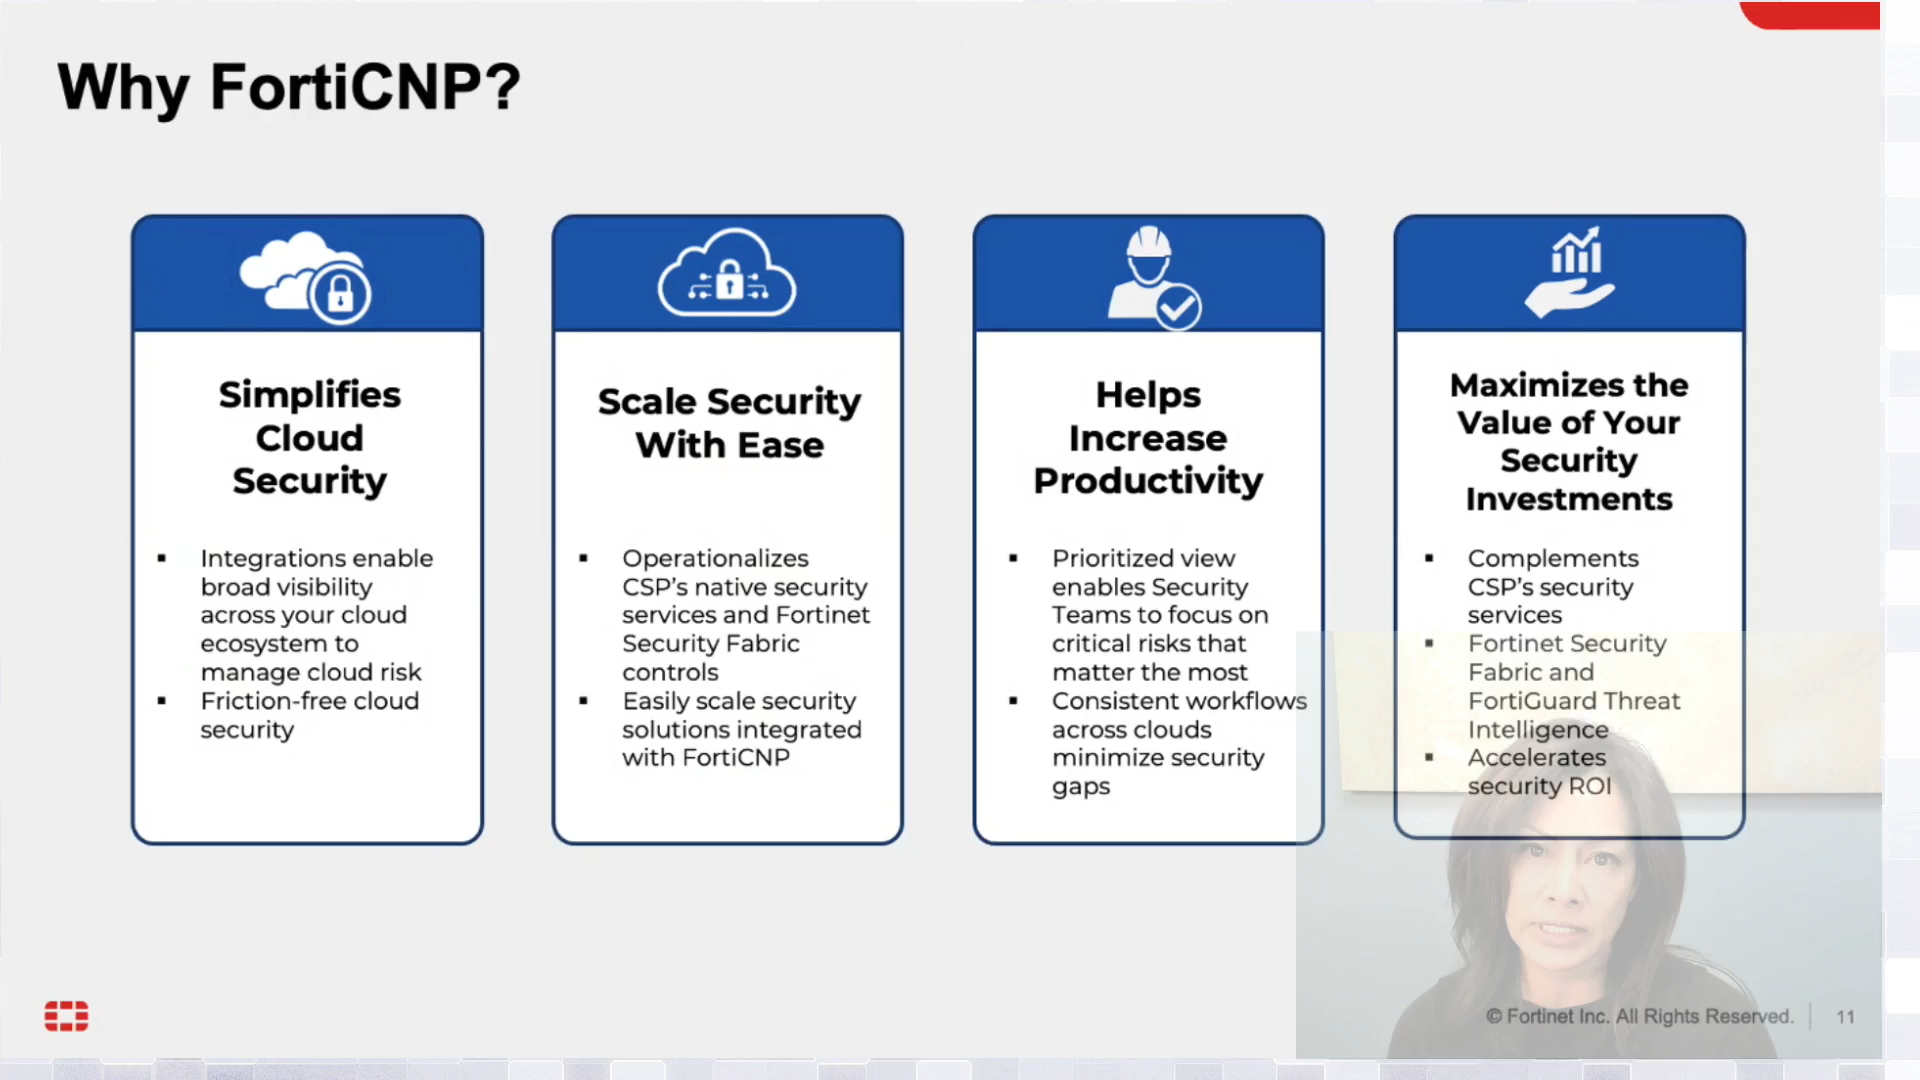 Why FortiCNP?
Simplifies
Cloud
Security
▪ Integrations enable
broad visibility
across your cloud
ecosystem to
manage cloud risk
▪ Friction-free cloud
security
Scale Security
With Ease
▪ Operationalizes
CSP’s native security
services and Fortinet
Security Fabric
controls
▪ Easily scale security
solutions integrated
with FortiCNP
Helps
Increase
Productivity
▪ Prioritized view
enables Security
Teams to focus on
critical risks that
matter the most
▪ Consistent workflows
across clouds
minimize security
gaps
Maximizes the
Value of Your
Security
Investments
▪ Complements
CSP’s security
services
▪ Fortinet Security
Fabric and
FortiGuard Threat
Intelligence
▪ Accelerates
security ROI
© Fortinet Inc. All Rights Reserved.
11